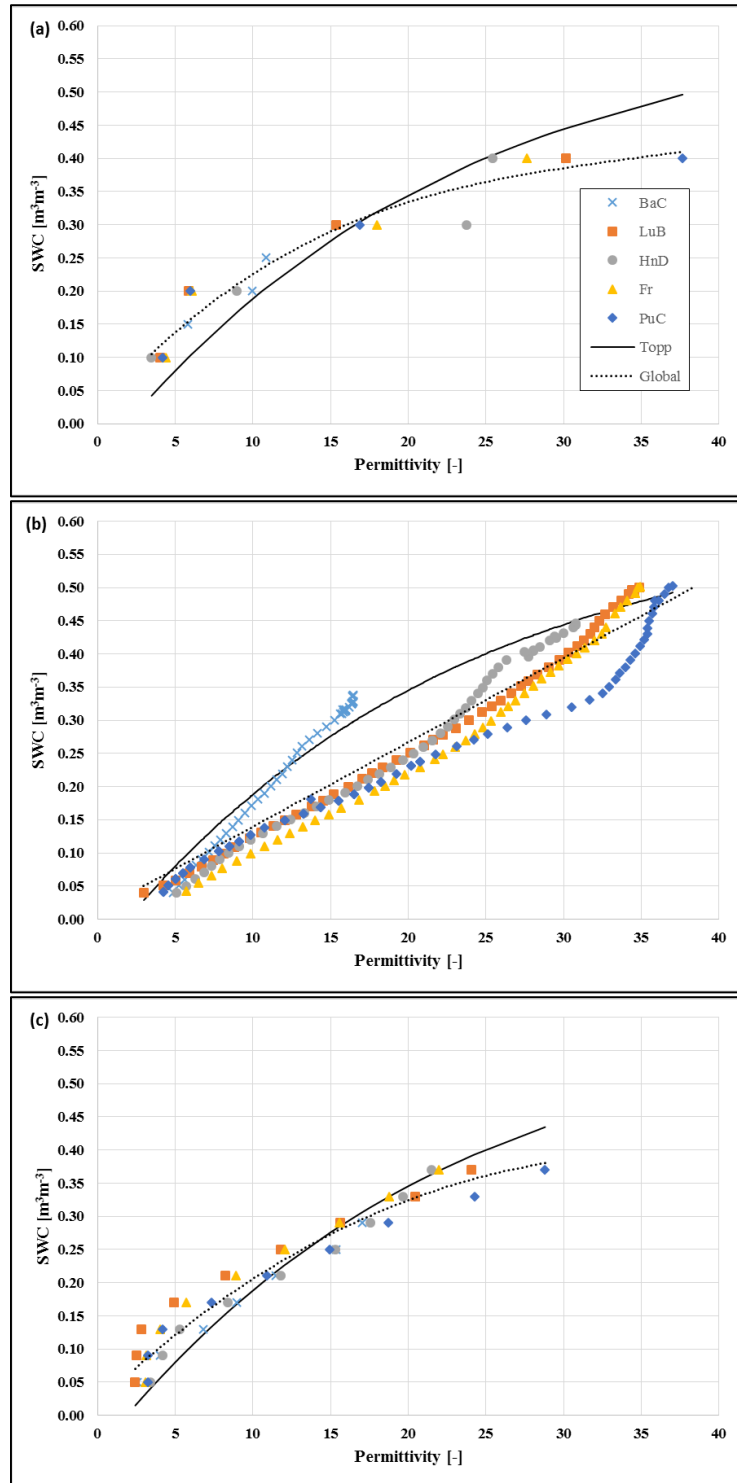 (a)
0.60
0.55
0.50
0.45
0.40
0.35
0.30
0.25
0.20
0.15
0.10
0.05
0.00
SWC [m³m-³]
0 5 10 15 20 25 30 35 40
Permittivity [-]
BaC
LuB
HnD
Fr
PuC
Topp
Global
(b)
0.60
0.55
0.50
0.45
0.40
0.35
0.30
0.25
0.20
0.15
0.10
0.05
0.00
SWC [m³m-³]
0 5 10 15 20 25 30 35 40
Permittivity [-]
(c)
0.60
0.55
0.50
0.45
0.40
0.35
0.30
0.25
0.20
0.15
0.10
0.05
0.00
SWC [m³m-³]
0 5 10 15 20 25 30 35 40
Permittivity [-]